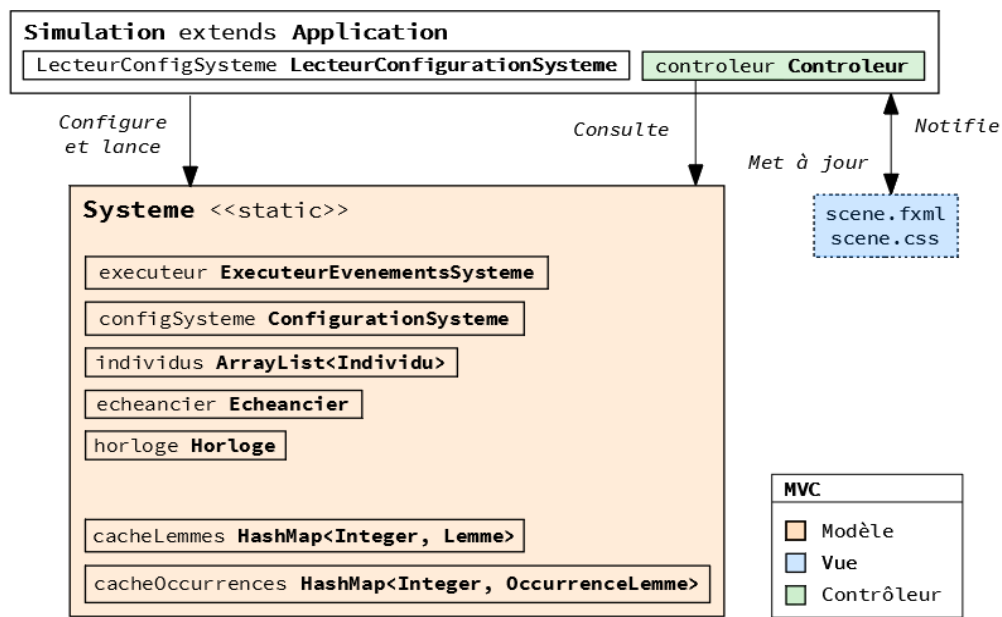 Simulation extends Application
LecteurConfigSysteme LecteurConfigurationSysteme
controleur Controleur
Configure
et lance
Consulte
Notifie
Met à jour
Systeme <<static>>
scene.fxml
scene.css
executeur ExecuteurEvenementsSysteme
configSysteme ConfigurationSysteme
individus ArrayList<Individu>
echeancier Echeancier
horloge Horloge
cacheLemmes HashMap<Integer, Lemme>
cacheOccurrences HashMap<Integer, OccurrenceLemme>
MVC
Modèle
Vue
Contrôleur